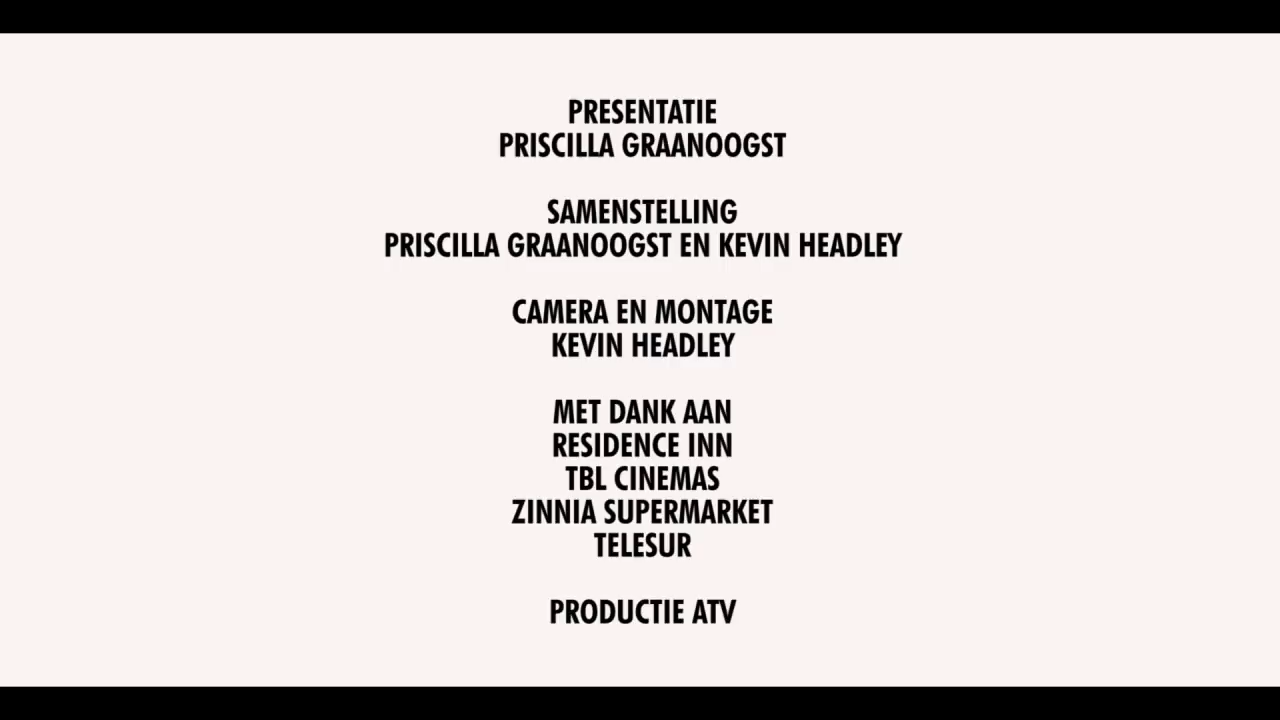 PRESENTATIE
PRISCILLA GRAANOOGST
SAMENSTELLING
PRISCILLA GRAANOOGST EN KEVIN HEADLEY
CAMERA EN MONTAGE
KEVIN HEADLEY
MET DANK AAN
RESIDENCE INN
TBL CINEMAS
ZINNIA SUPERMARKET
TELESUR
PRODUCTIE ATV